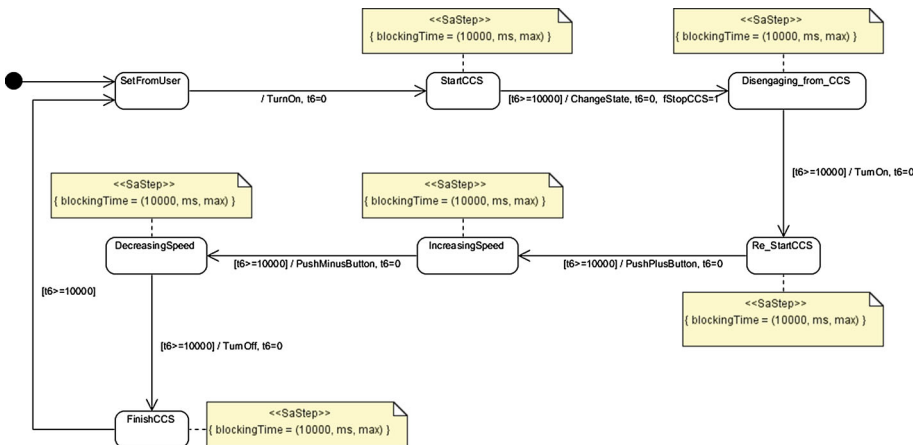 <<SaStep>>
{ blockingTime = (10000, ms, max) }
<<SaStep>>
{ blockingTime = (10000, ms, max) }
SetFromUser
StartCCS
Disengaging_from_CCS
/ TurnOn, t6=0
[t6>=10000] / ChangeState, t6=0, fStopCCS=1
[t6>=10000] / TurnOn, t6=0
<<SaStep>>
{ blockingTime = (10000, ms, max) }
<<SaStep>>
{ blockingTime = (10000, ms, max) }
DecreasingSpeed
IncreasingSpeed
Re_StartCCS
[t6>=10000] / PushMinusButton, t6=0
[t6>=10000] / PushPlusButton, t6=0
[t6>=10000]
<<SaStep>>
{ blockingTime = (10000, ms, max) }
[t6>=10000] / TurnOff, t6=0
FinishCCS
<<SaStep>>
{ blockingTime = (10000, ms, max) }